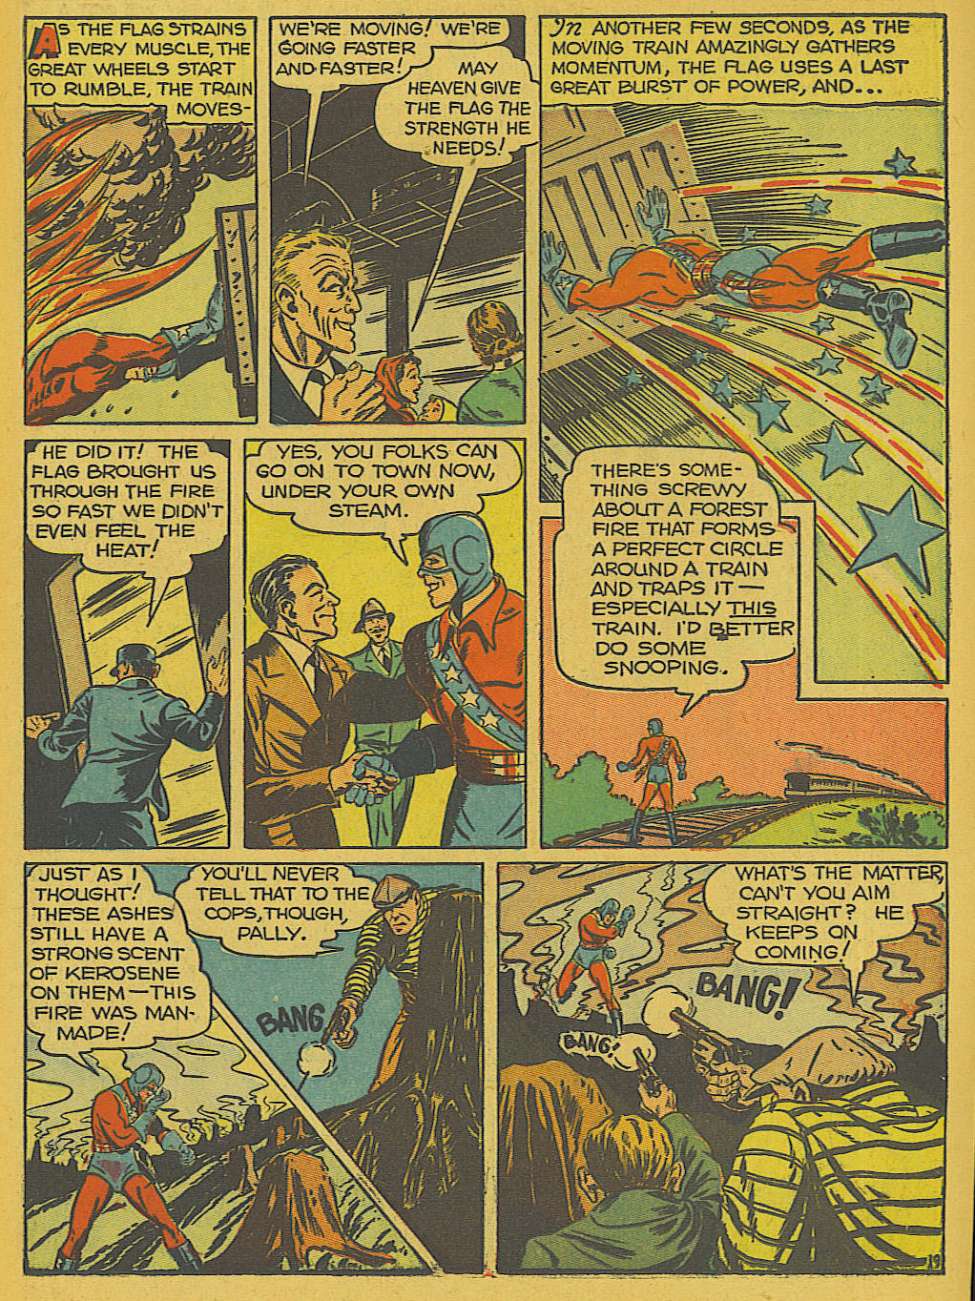 AS THE FLAG STRAINS
EVERY MUSCLE, THE
GREAT WHEELS START
TO RUMBLE, THE TRAIN
MOVES-
WE'RE MOVING! WE'RE
GOING FASTER
AND FASTER!
MAY
HEAVEN GIVE
THE FLAG THE
STRENGTH HE
NEEDS!
IN ANOTHER FEW SECONDS, AS THE
MOVING TRAIN AMAZINGLY GATHERS
MOMENTUM, THE FLAG USES A LAST
GREAT BURST OF POWER, AND...
HE DID IT! THE
FLAG BROUGHT US
THROUGH THE FIRE
SO FAST WE DIDN'T
EVEN FEEL THE
HEAT!
YES, YOU FOLKS CAN
GO ON TO TOWN NOW,
UNDER YOUR OWN
STEAM.
THERE'S SOME-
THING SCREWY
ABOUT A FOREST
FIRE THAT FORMS
A PERFECT CIRCLE
AROUND A TRAIN
AND TRAPS IT—
ESPECIALLY THIS
TRAIN. I'D BETTER
DO SOME
SNOOPING.
JUST AS I
THOUGHT!
THESE ASHES
STILL HAVE A
STRONG SCENT
OF KEROSENE
ON THEM—THIS
FIRE WAS MAN-
MADE!
YOU'LL NEVER
TELL THAT TO THE
COPS, THOUGH,
PALLY.
BANG
WHAT'S THE MATTER,
CAN'T YOU AIM
STRAIGHT? HE
KEEPS ON
COMING!
BANG!
BANG!
19